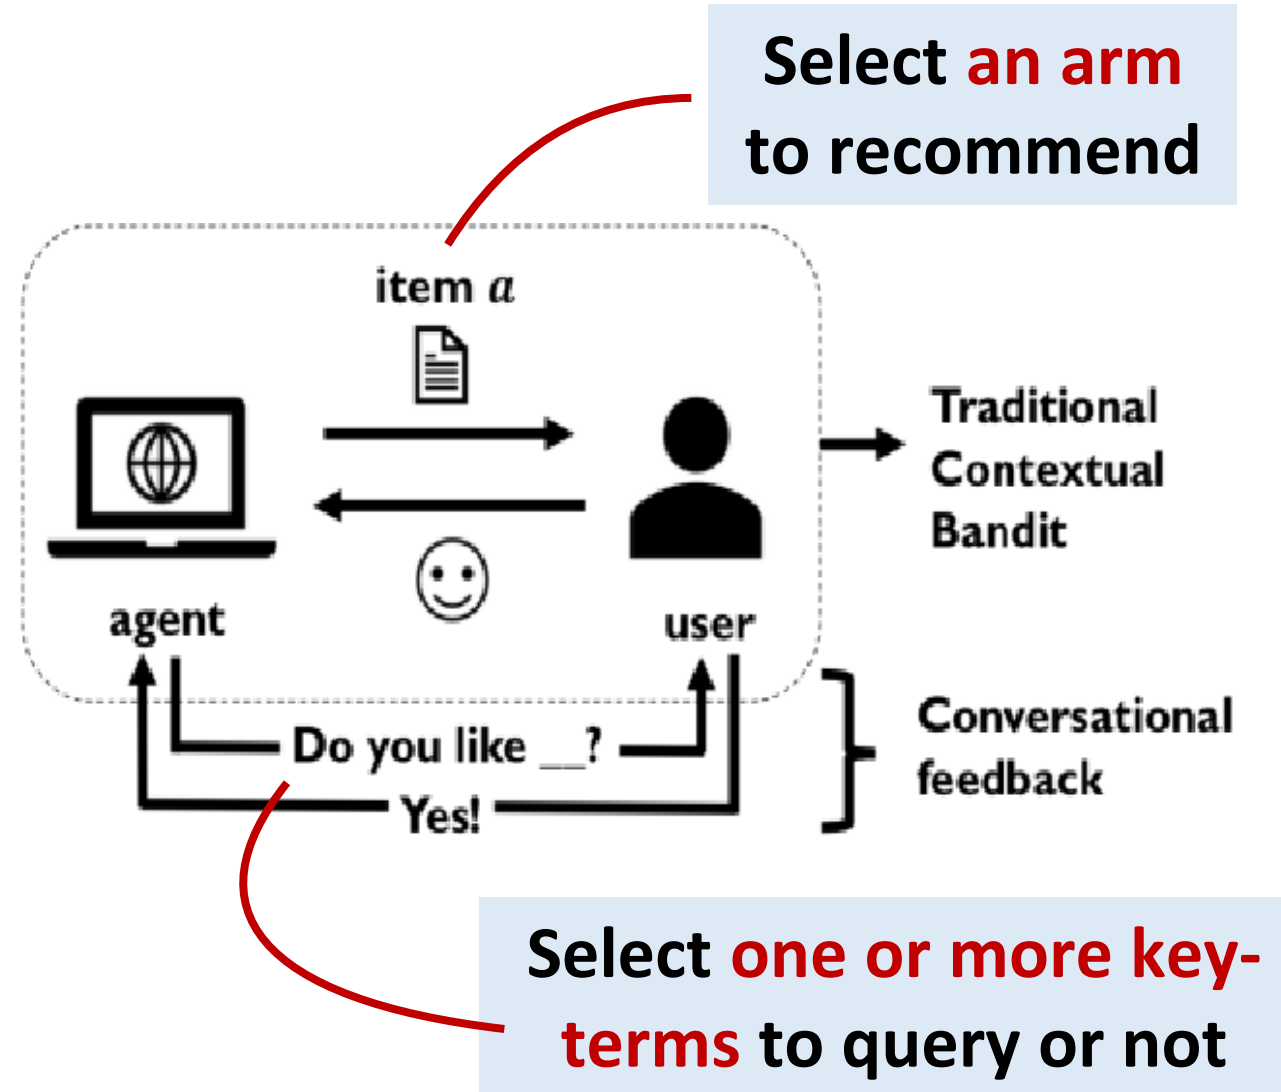 Select an arm
to recommend
item a
agent
user
Traditional
Contextual
Bandit
Do you like __?
Yes!
Conversational
feedback
Select one or more key-
terms to query or not